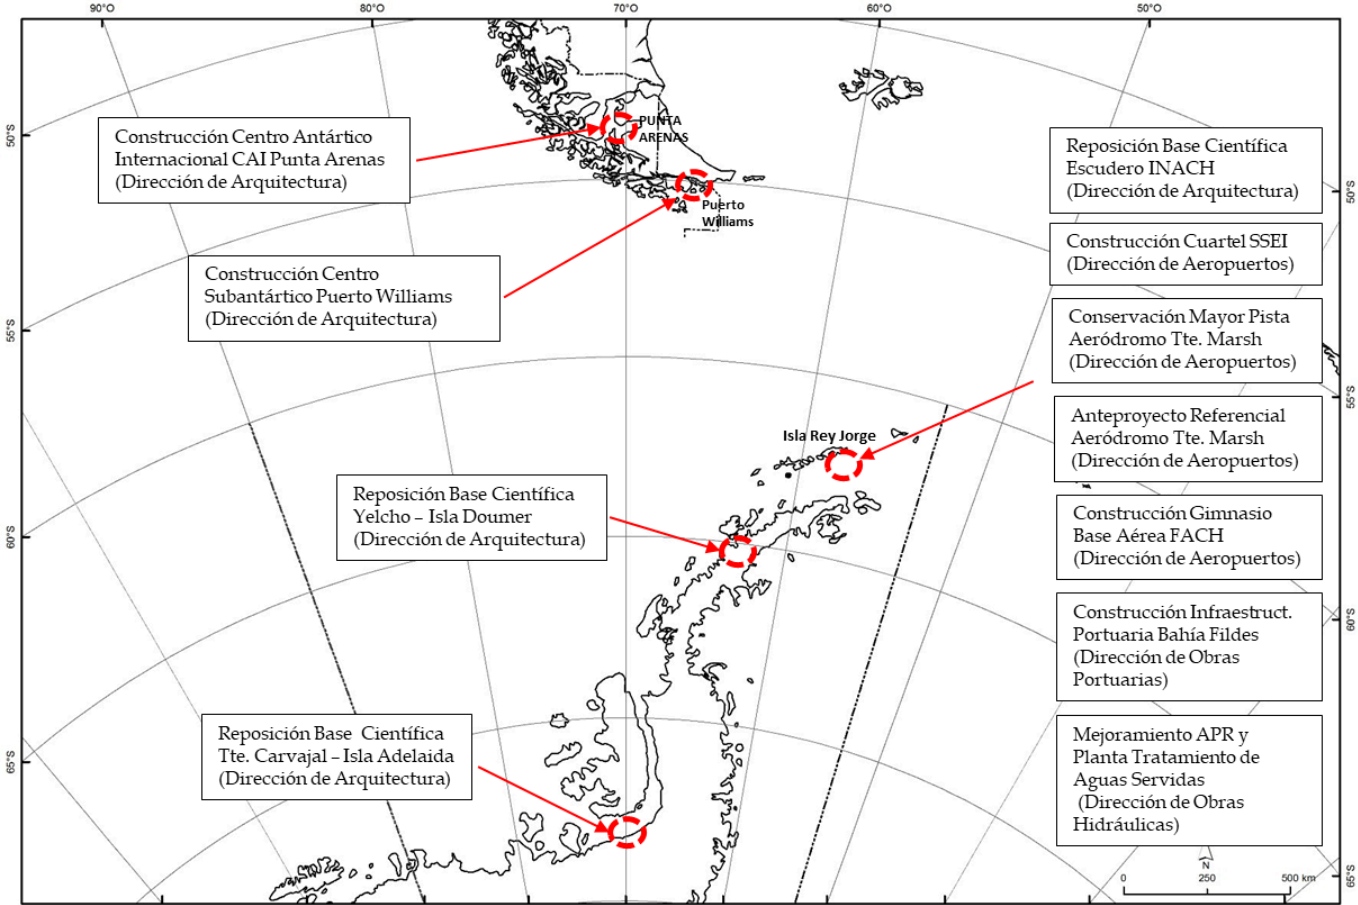 90°O
80°O
70°O
60°O
50°O
50°S
55°S
60°S
65°S
50°S
55°S
60°S
65°S
Construcción Centro Antártico
Internacional CAI Punta Arenas
(Dirección de Arquitectura)
PUNTA
ARENAS
Puerto
Williams
Construcción Centro
Subantártico Puerto Williams
(Dirección de Arquitectura)
Isla Rey Jorge
Reposición Base Científica
Yelcho – Isla Doumer
(Dirección de Arquitectura)
Reposición Base Científica
Tte. Carvajal – Isla Adelaida
(Dirección de Arquitectura)
Reposición Base Científica
Escudero INACH
(Dirección de Arquitectura)
Construcción Cuartel SSEI
(Dirección de Aeropuertos)
Conservación Mayor Pista
Aeródromo Tte. Marsh
(Dirección de Aeropuertos)
Anteproyecto Referencial
Aeródromo Tte. Marsh
(Dirección de Aeropuertos)
Construcción Gimnasio
Base Aérea FACH
(Dirección de Aeropuertos)
Construcción Infraestruct.
Portuaria Bahía Fildes
(Dirección de Obras
Portuarias)
Mejoramiento APR y
Planta Tratamiento de
Aguas Servidas
(Dirección de Obras
Hidráulicas)
N
0 250 500 km